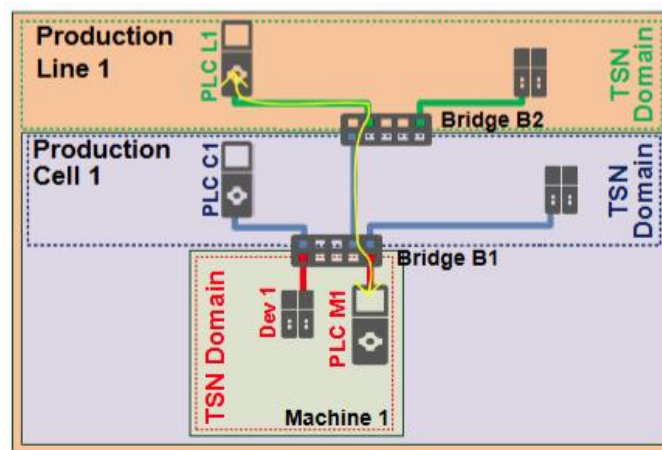 Production
Line 1
PLC L1
TSN
Domain
Bridge B2
Production
Cell 1
PLC C1
TSN
Domain
Bridge B1
TSN Domain
Dev 1
PLC M1
Machine 1